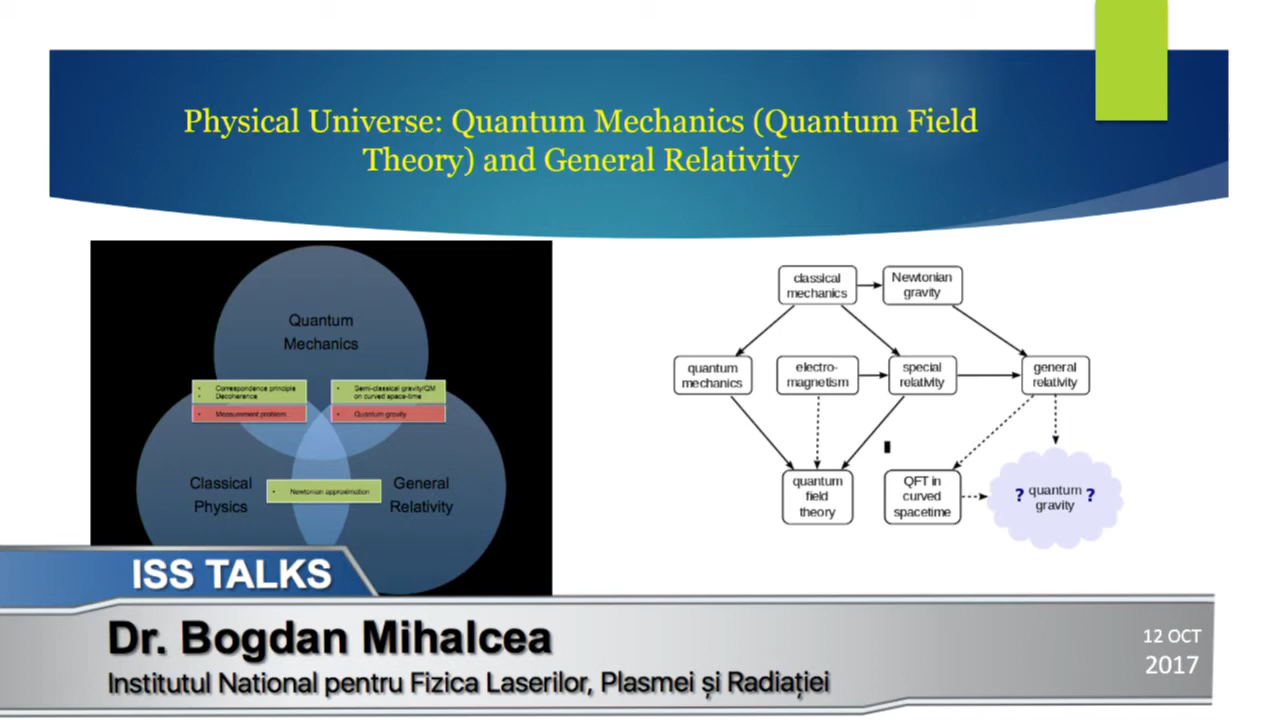 Physical Universe: Quantum Mechanics (Quantum Field
Theory) and General Relativity
Quantum
Mechanics
Correspondence principle
Decoherence
Measurement problem
Semi-classical gravity/QM
on curved space-time
Quantum gravity
Classical
Physics
Newtonian approximation
General
Relativity
classical
mechanics
Newtonian
gravity
quantum
mechanics
electro-
magnetism
special
relativity
general
relativity
quantum
field
theory
QFT in
curved
spacetime
? quantum ?
gravity
ISS TALKS
Dr. Bogdan Mihalcea
Institutul National pentru Fizica Laserilor, Plasmei și Radiației
12 OCT
2017